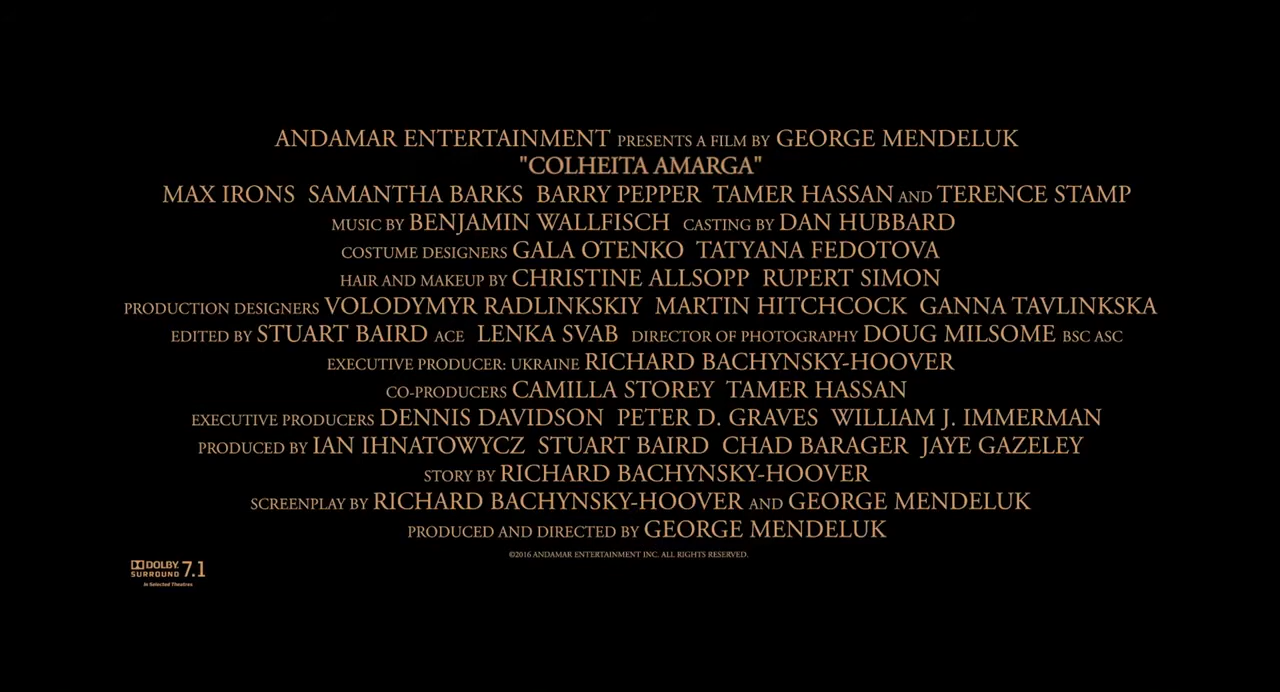 ANDAMAR ENTERTAINMENT PRESENTS A FILM BY GEORGE MENDELUK
"COLHEITA AMARGA"
MAX IRONS SAMANTHA BARKS BARRY PEPPER TAMER HASSAN AND TERENCE STAMP
MUSIC BY BENJAMIN WALLFISCH CASTING BY DAN HUBBARD
COSTUME DESIGNERS GALA OTENKO TATYANA FEDOTOVA
HAIR AND MAKEUP BY CHRISTINE ALLSOPP RUPERT SIMON
PRODUCTION DESIGNERS VOLODYMYR RADLINKSKIY MARTIN HITCHCOCK GANNA TAVLINKSKA
EDITED BY STUART BAIRD ACE LENKA SVAB DIRECTOR OF PHOTOGRAPHY DOUG MILSOME BSC ASC
EXECUTIVE PRODUCER: UKRAINE RICHARD BACHYNSKY-HOOVER
CO-PRODUCERS CAMILLA STOREY TAMER HASSAN
EXECUTIVE PRODUCERS DENNIS DAVIDSON PETER D. GRAVES WILLIAM J. IMMERMAN
PRODUCED BY IAN IHNATOWYCZ STUART BAIRD CHAD BARAGER JAYE GAZELEY
STORY BY RICHARD BACHYNSKY-HOOVER
SCREENPLAY BY RICHARD BACHYNSKY-HOOVER AND GEORGE MENDELUK
PRODUCED AND DIRECTED BY GEORGE MENDELUK
©2016 ANDAMAR ENTERTAINMENT INC. ALL RIGHTS RESERVED.
DOLBY
SURROUND 7.1
In Selected Theatres